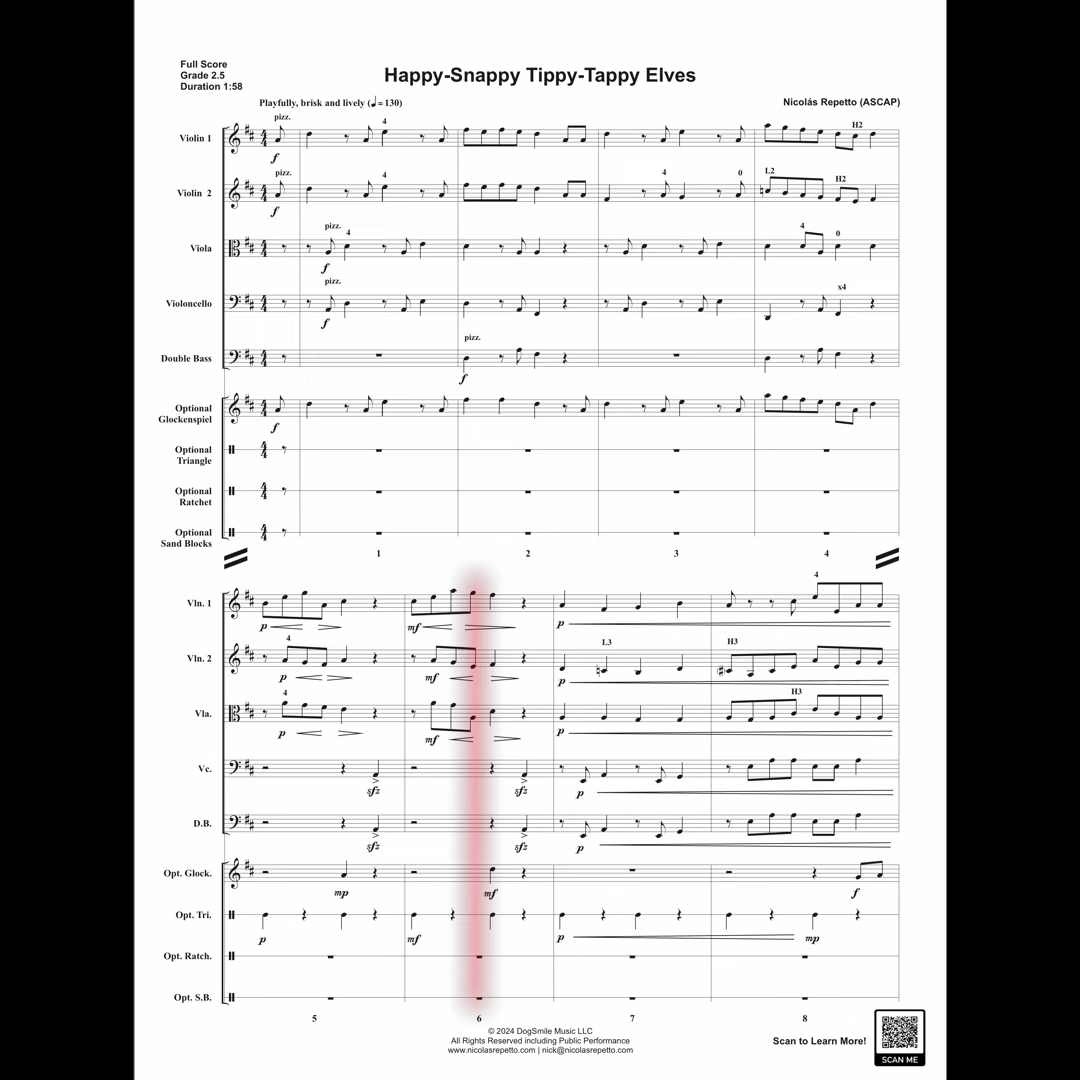 Full Score
Grade 2.5
Duration 1:58
Happy-Snappy Tippy-Tappy Elves
Playfully, brisk and lively (♩=130)
Nicolás Repetto (ASCAP)
pizz.
4
H2
Violin 1
f
pizz.
4
4
0
L2
H2
Violin 2
f
pizz.
4
4
0
Viola
f
pizz.
x4
Violoncello
f
pizz.
Double Bass
f
Optional
Glockenspiel
f
Optional
Triangle
Optional
Ratchet
Optional
Sand Blocks
1 2 3 4
4
Vln. 1
p mf p
4 L3 H3
Vln. 2
p mf p
4 H3
Vla.
p mf p
Vc.
sfz sfz p
D.B.
sfz sfz p
Opt. Glock.
mp mf f
Opt. Tri.
p mf p mp
Opt. Ratch.
Opt. S.B.
5 6 7 8
© 2024 DogSmile Music LLC
All Rights Reserved including Public Performance
www.nicolasrepetto.com | nick@nicolasrepetto.com
Scan to Learn More!
SCAN ME